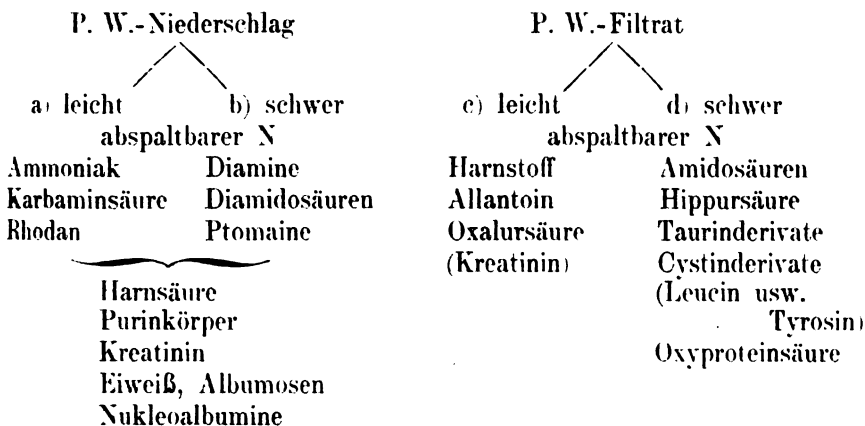 P. W.-Niederschlag P. W.-Filtrat
a) leicht b) schwer c) leicht d) schwer
abspaltbarer N abspaltbarer N
Ammoniak Diamine Harnstoff Amidosäuren
Karbaminsäure Diamidosäuren Allantoin Hippursäure
Rhodan Ptomaine Oxalursäure Taurinderivate
(Kreatinin) Cystinderivate
Harnsäure (Leucin usw.
Purinkörper Tyrosin)
Kreatinin Oxyproteinsäure
Eiweiß, Albumosen
Nukleoalbumine